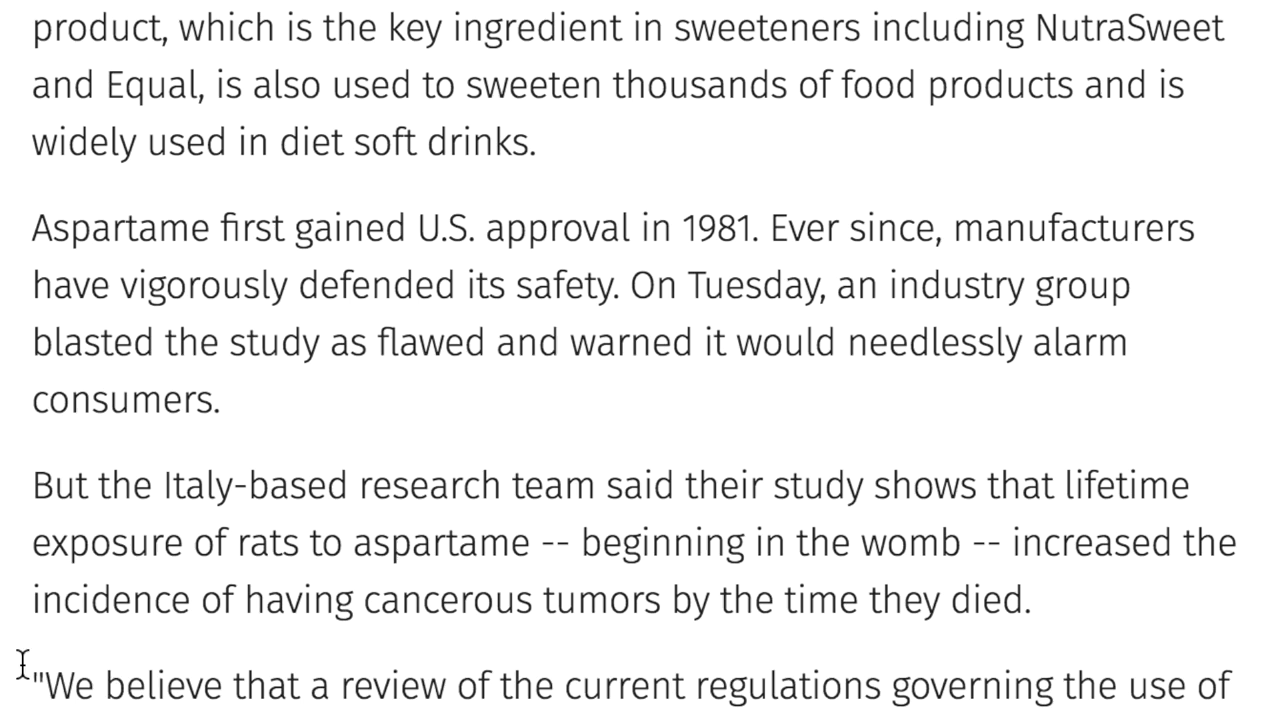 product, which is the key ingredient in sweeteners including NutraSweet
and Equal, is also used to sweeten thousands of food products and is
widely used in diet soft drinks.
Aspartame first gained U.S. approval in 1981. Ever since, manufacturers
have vigorously defended its safety. On Tuesday, an industry group
blasted the study as flawed and warned it would needlessly alarm
consumers.
But the Italy-based research team said their study shows that lifetime
exposure of rats to aspartame -- beginning in the womb -- increased the
incidence of having cancerous tumors by the time they died.
"We believe that a review of the current regulations governing the use of